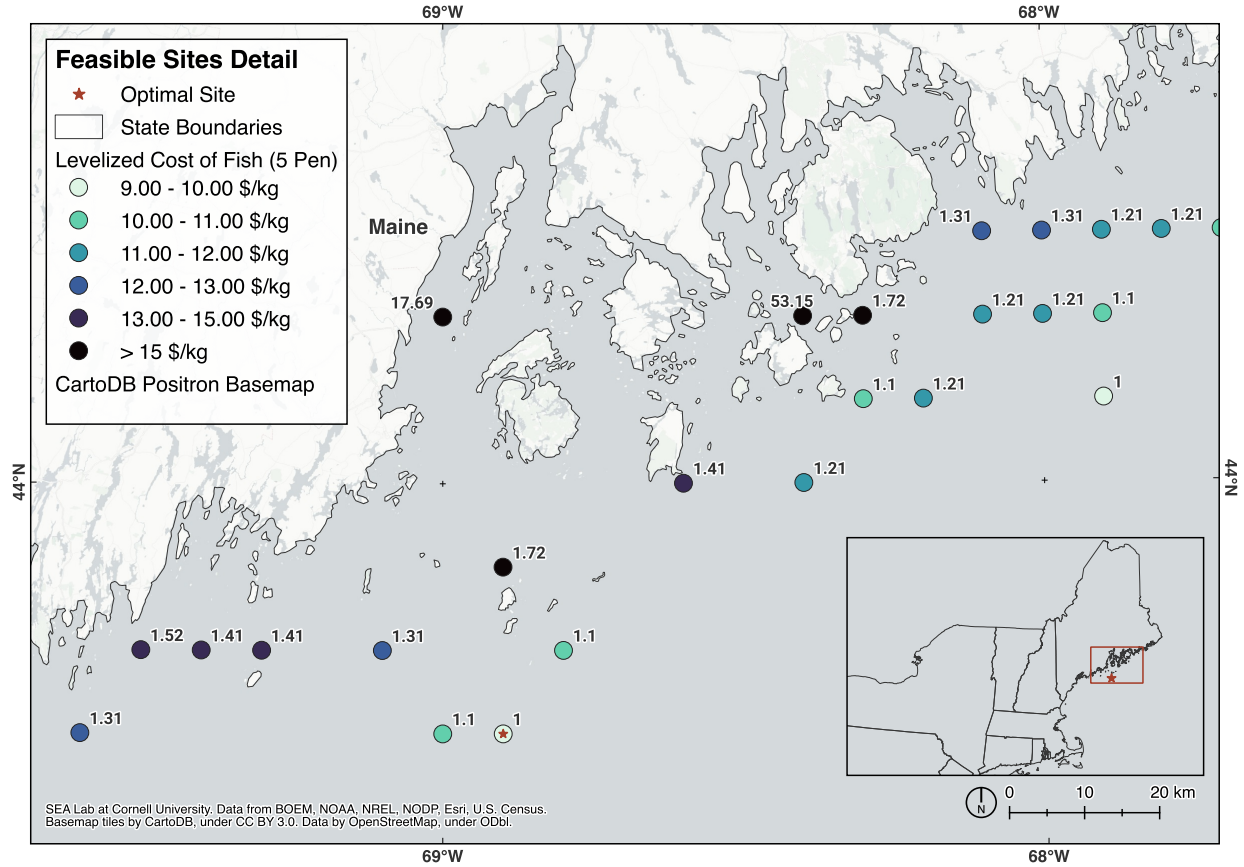 69°W
68°W
Feasible Sites Detail
Optimal Site
State Boundaries
Levelized Cost of Fish (5 Pen)
9.00 - 10.00 $/kg
10.00 - 11.00 $/kg
11.00 - 12.00 $/kg
12.00 - 13.00 $/kg
13.00 - 15.00 $/kg
> 15 $/kg
CartoDB Positron Basemap
Maine
1.31
1.31
1.21
1.21
17.69
53.15
1.72
1.21
1.21
1.1
1.1
1.21
1
44°N
1.41
1.21
44°N
1.72
1.52
1.41
1.41
1.31
1.1
1.31
1.1
1
N
0 10 20 km
SEA Lab at Cornell University. Data from BOEM, NOAA, NREL, NODP, Esri, U.S. Census.
Basemap tiles by CartoDB, under CC BY 3.0. Data by OpenStreetMap, under ODbl.
69°W
68°W